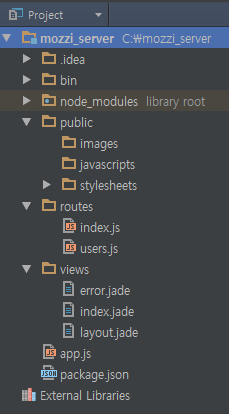 Project
mozzi_server C:₩mozzi_server
.idea
bin
node_modules library root
public
images
javascripts
stylesheets
routes
index.js
users.js
views
error.jade
index.jade
layout.jade
app.js
package.json
External Libraries